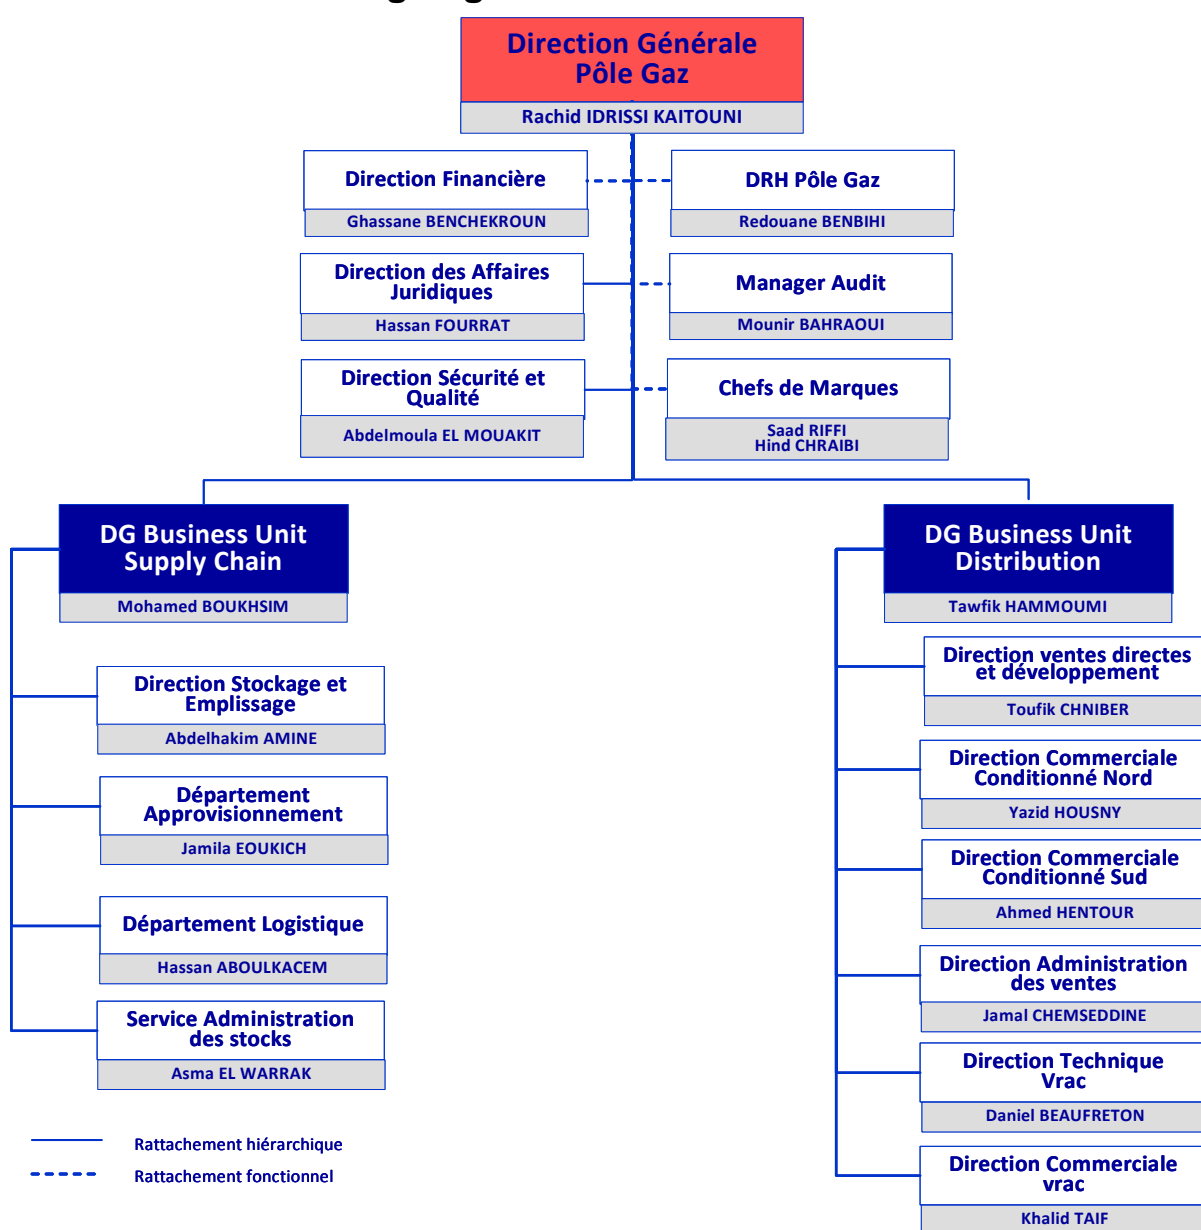 Direction Générale
Pôle Gaz
Rachid IDRISSI KAITOUNI
Direction Financière
Ghassane BENCHEKROUN
DRH Pôle Gaz
Redouane BENBIHI
Direction des Affaires
Juridiques
Hassan FOURRAT
Manager Audit
Mounir BAHRAOUI
Direction Sécurité et
Qualité
Abdelmoula EL MOUAKIT
Chefs de Marques
Saad RIFFI
Hind CHRAIBI
DG Business Unit
Supply Chain
Mohamed BOUKHSIM
Direction Stockage et
Emplissage
Abdelhakim AMINE
Département
Approvisionnement
Jamila EOUKICH
Département Logistique
Hassan ABOULKACEM
Service Administration
des stocks
Asma EL WARRAK
DG Business Unit
Distribution
Tawfik HAMMOUMI
Direction ventes directes
et développement
Toufik CHNIBER
Direction Commerciale
Conditionné Nord
Yazid HOUSNY
Direction Commerciale
Conditionné Sud
Ahmed HENTOUR
Direction Administration
des ventes
Jamal CHEMSEDDINE
Direction Technique
Vrac
Daniel BEAUFRETON
Direction Commerciale
vrac
Khalid TAIF
Rattachement hiérarchique
Rattachement fonctionnel